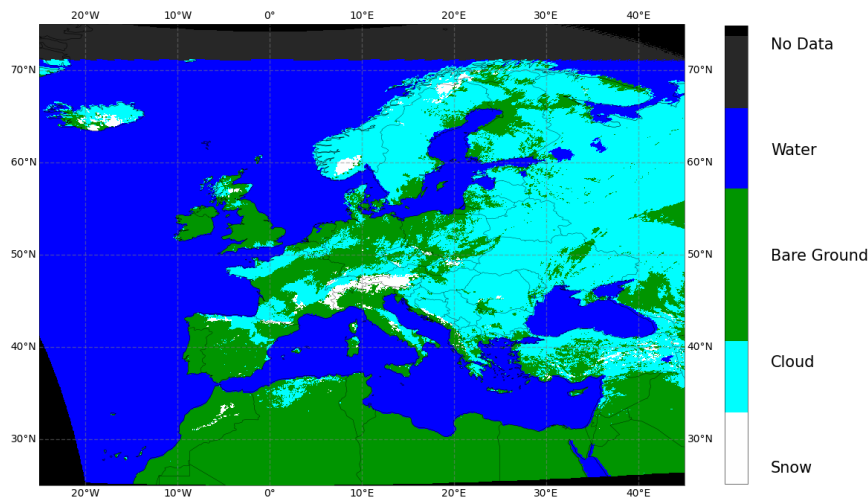 20°W 10°W 0° 10°E 20°E 30°E 40°E
No Data
70°N 70°N
Water
60°N 60°N
Bare Ground
50°N 50°N
40°N 40°N
Cloud
30°N 30°N
Snow
20°W 10°W 0° 10°E 20°E 30°E 40°E